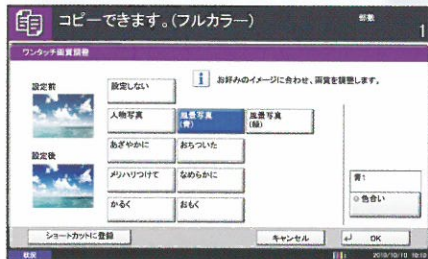 コピーできます。(フルカラー)
部数
1
ワンタッチ画質調整
i お好みのイメージに合わせ、画質を調整します。
設定前
設定後
設定しない
人物写真
風景写真
(青)
風景写真
(緑)
あざやかに
おちついた
メリハリつけて
なめらかに
かるく
おもく
青1
色合い
ショートカットに登録
キャンセル
OK
状況
2010/10/10 10:10